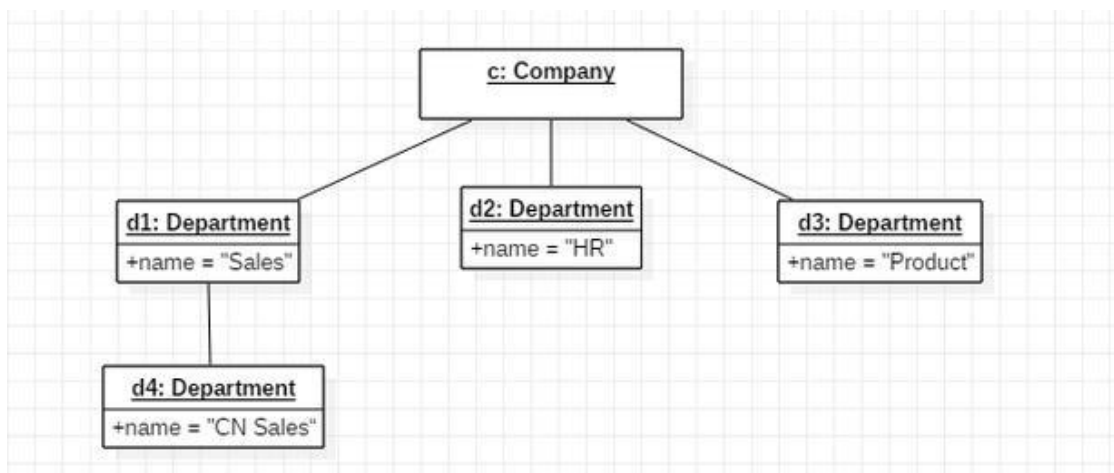 c: Company
d1: Department
+name = "Sales"
d2: Department
+name = "HR"
d3: Department
+name = "Product"
d4: Department
+name = "CN Sales"